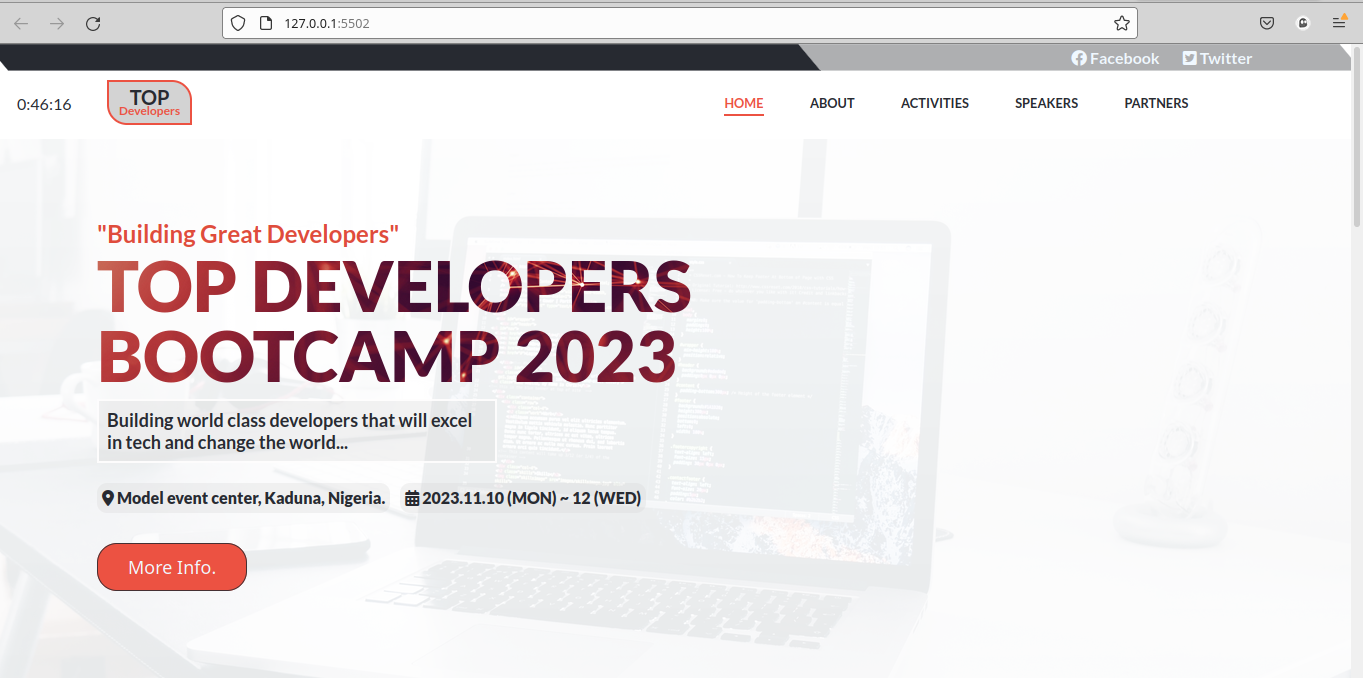 127.0.0.1:5502
Facebook Twitter
0:46:16
TOP
Developers
HOME ABOUT ACTIVITIES SPEAKERS PARTNERS
"Building Great Developers"
TOP DEVELOPERS
BOOTCAMP 2023
Building world class developers that will excel
in tech and change the world...
Model event center, Kaduna, Nigeria. 2023.11.10 (MON) ~ 12 (WED)
More Info.